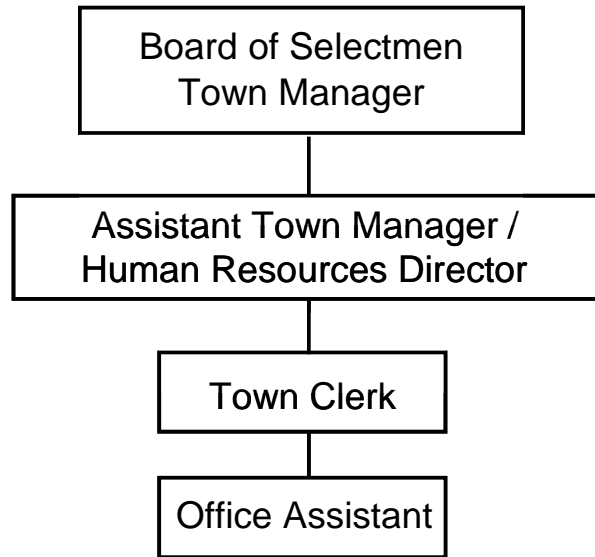 Board of Selectmen
Town Manager
Assistant Town Manager /
Human Resources Director
Town Clerk
Office Assistant